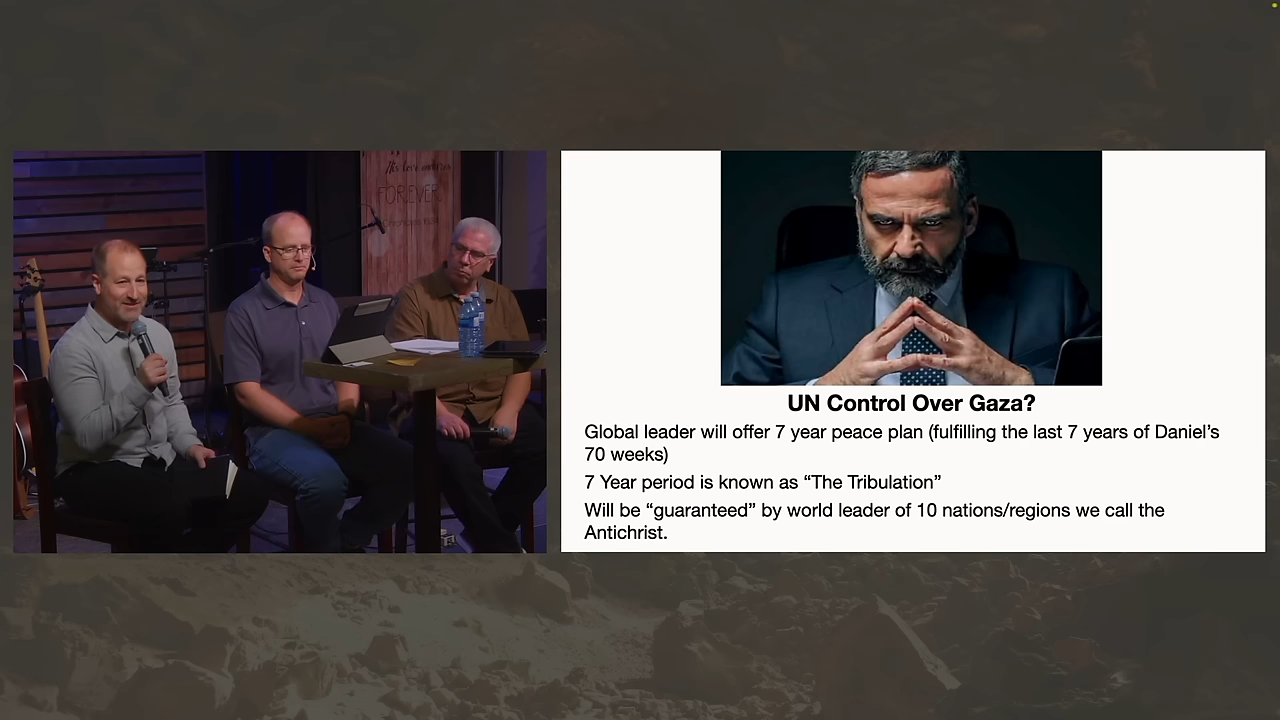 FOREVER
UN Control Over Gaza?
Global leader will offer 7 year peace plan (fulfilling the last 7 years of Daniel’s
70 weeks)
7 Year period is known as “The Tribulation”
Will be “guaranteed” by world leader of 10 nations/regions we call the
Antichrist.